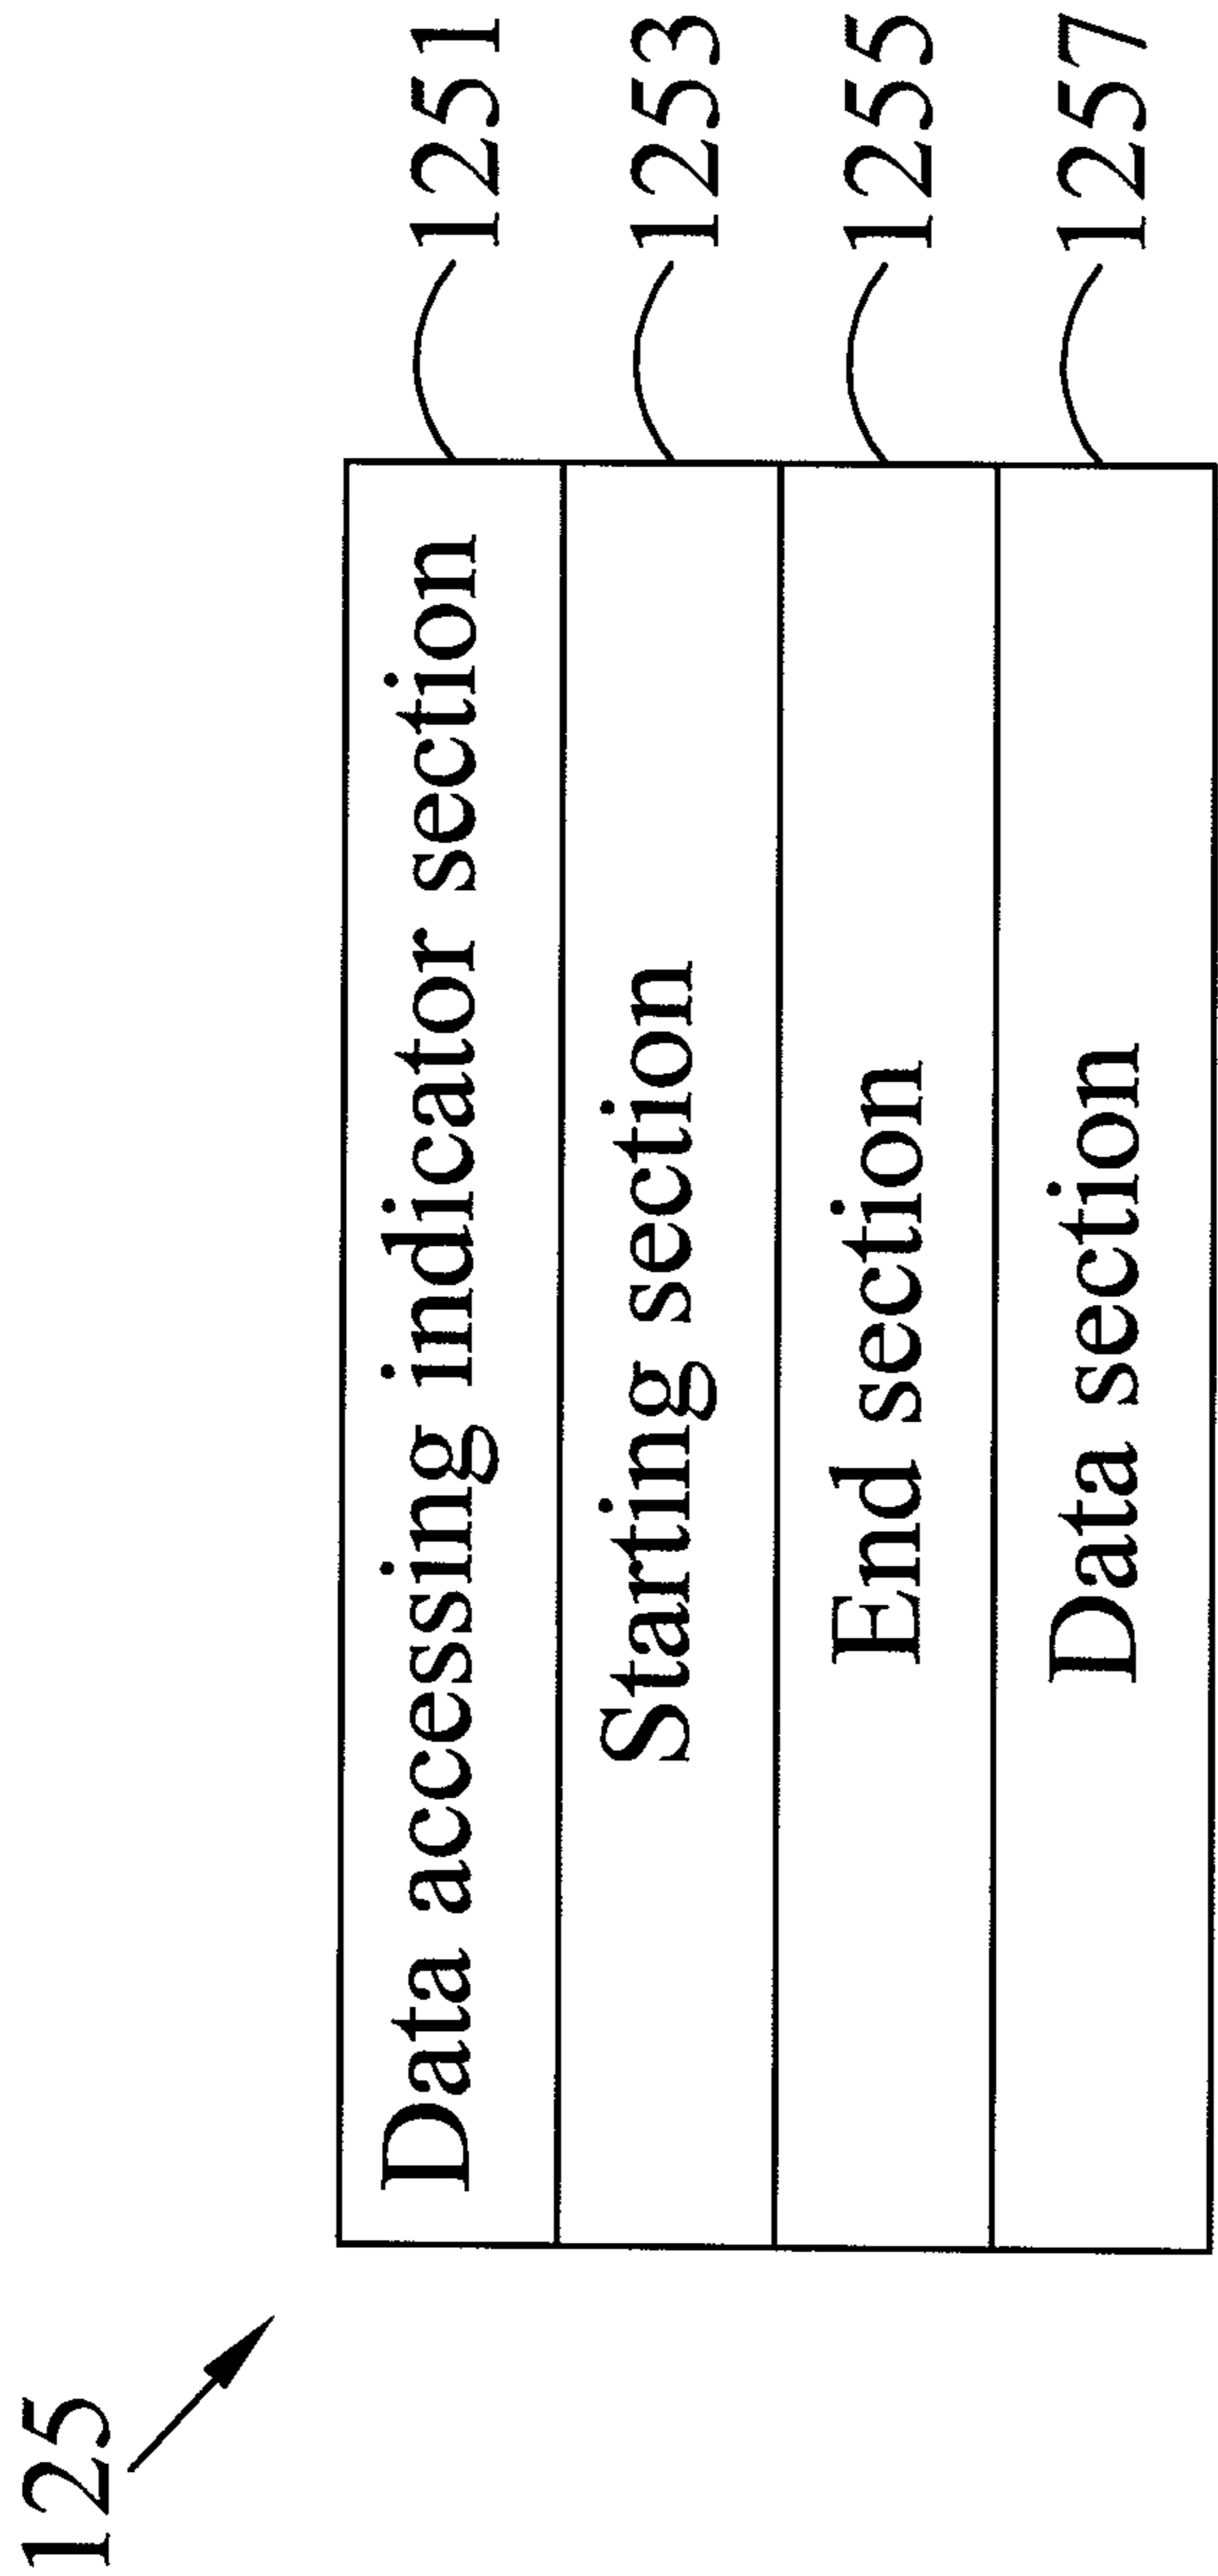 125
Data accessing indicator section 1251
Starting section 1253
End section 1255
Data section 1257